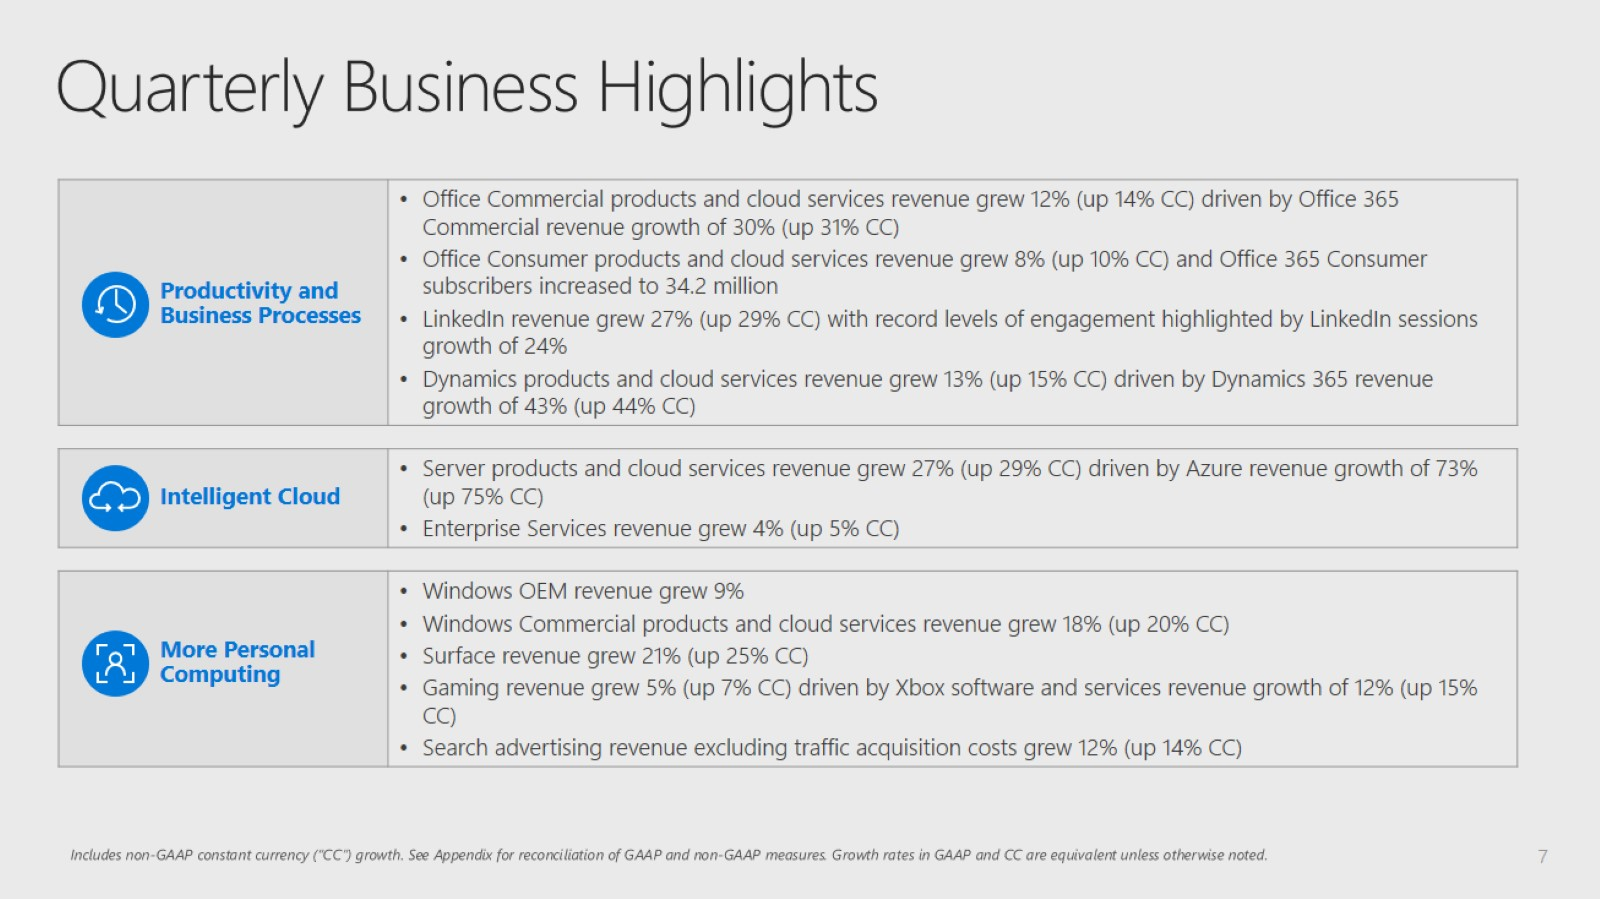 Quarterly Business Highlights
Productivity and
Business Processes
• Office Commercial products and cloud services revenue grew 12% (up 14% CC) driven by Office 365
Commercial revenue growth of 30% (up 31% CC)
• Office Consumer products and cloud services revenue grew 8% (up 10% CC) and Office 365 Consumer
subscribers increased to 34.2 million
• LinkedIn revenue grew 27% (up 29% CC) with record levels of engagement highlighted by LinkedIn sessions
growth of 24%
• Dynamics products and cloud services revenue grew 13% (up 15% CC) driven by Dynamics 365 revenue
growth of 43% (up 44% CC)
Intelligent Cloud
• Server products and cloud services revenue grew 27% (up 29% CC) driven by Azure revenue growth of 73%
(up 75% CC)
• Enterprise Services revenue grew 4% (up 5% CC)
More Personal
Computing
• Windows OEM revenue grew 9%
• Windows Commercial products and cloud services revenue grew 18% (up 20% CC)
• Surface revenue grew 21% (up 25% CC)
• Gaming revenue grew 5% (up 7% CC) driven by Xbox software and services revenue growth of 12% (up 15%
CC)
• Search advertising revenue excluding traffic acquisition costs grew 12% (up 14% CC)
Includes non-GAAP constant currency ("CC") growth. See Appendix for reconciliation of GAAP and non-GAAP measures. Growth rates in GAAP and CC are equivalent unless otherwise noted.
7